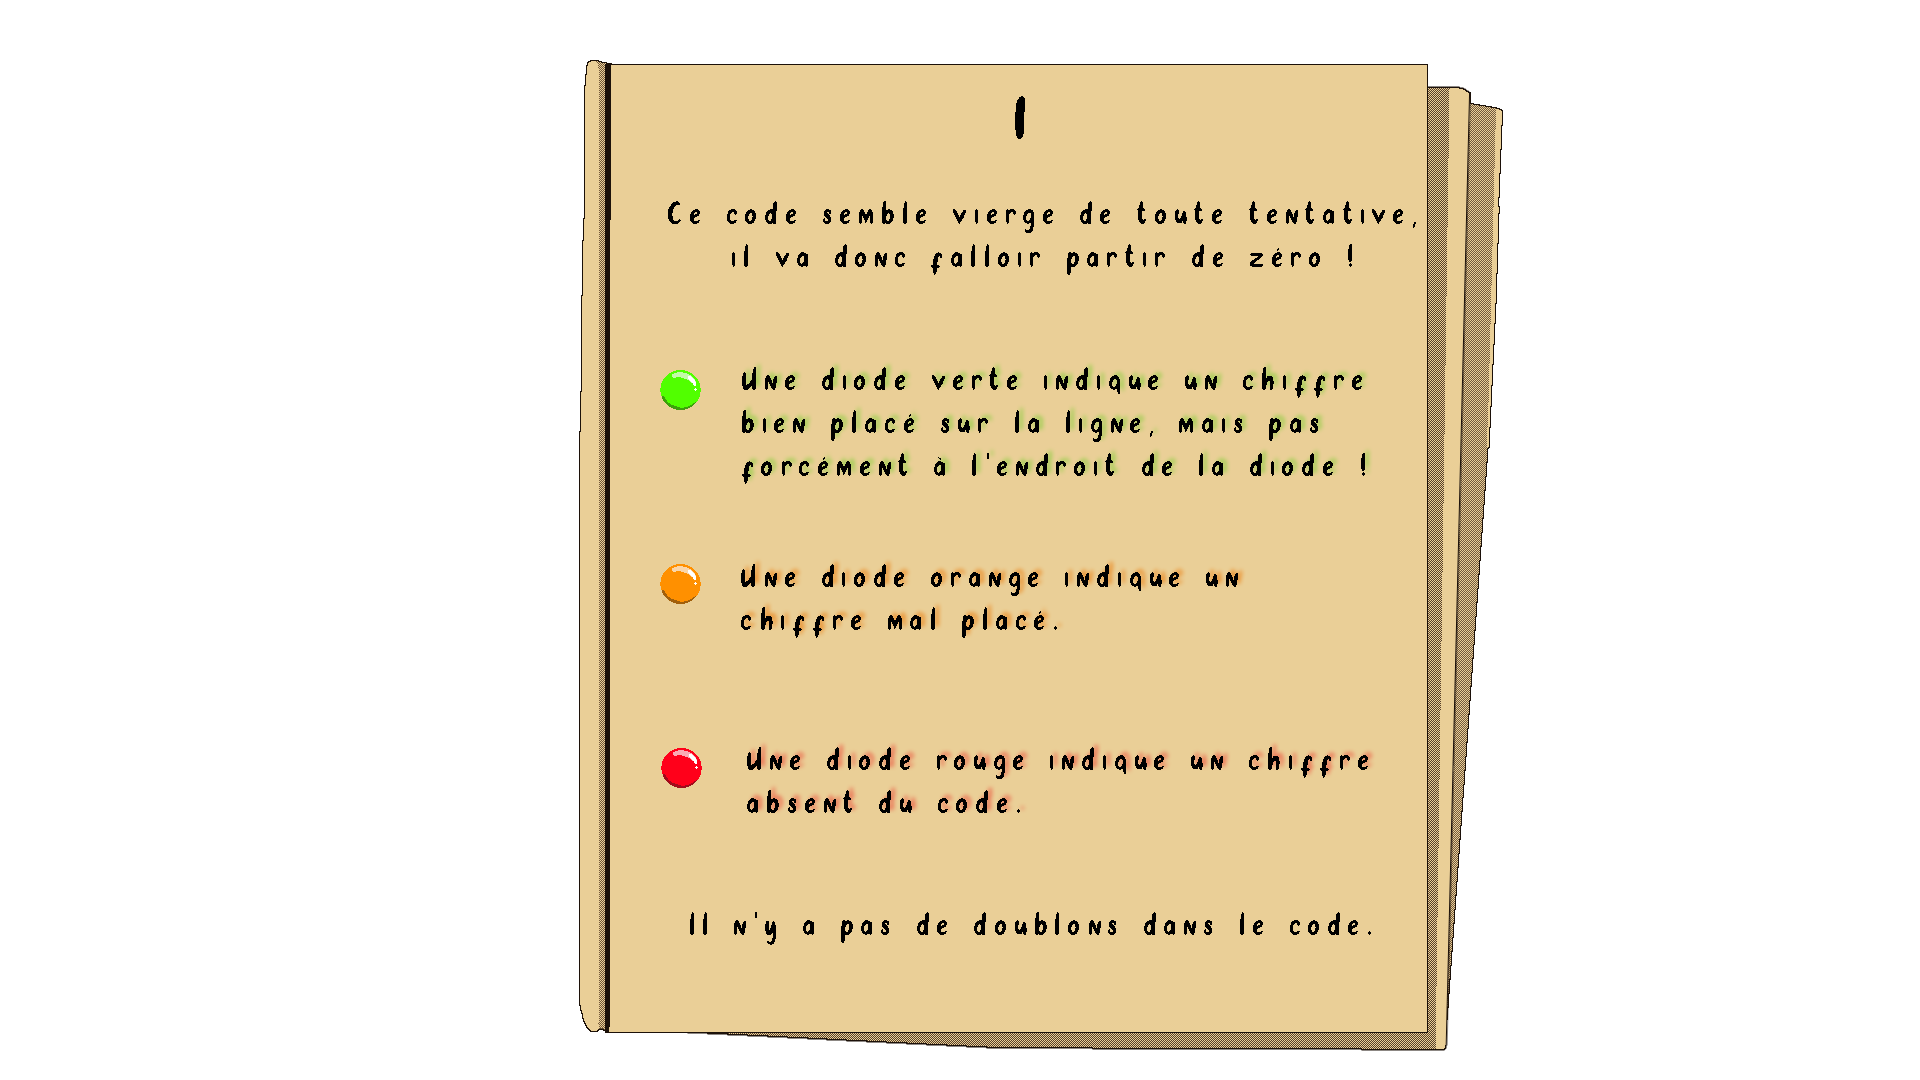 1
Ce code semble vierge de toute tentative,
il va donc falloir partir de zéro !
Une diode verte indique un chiffre
bien placé sur la ligne, mais pas
forcément à l'endroit de la diode !
Une diode orange indique un
chiffre mal placé.
Une diode rouge indique un chiffre
absent du code.
Il n'y a pas de doublons dans le code.